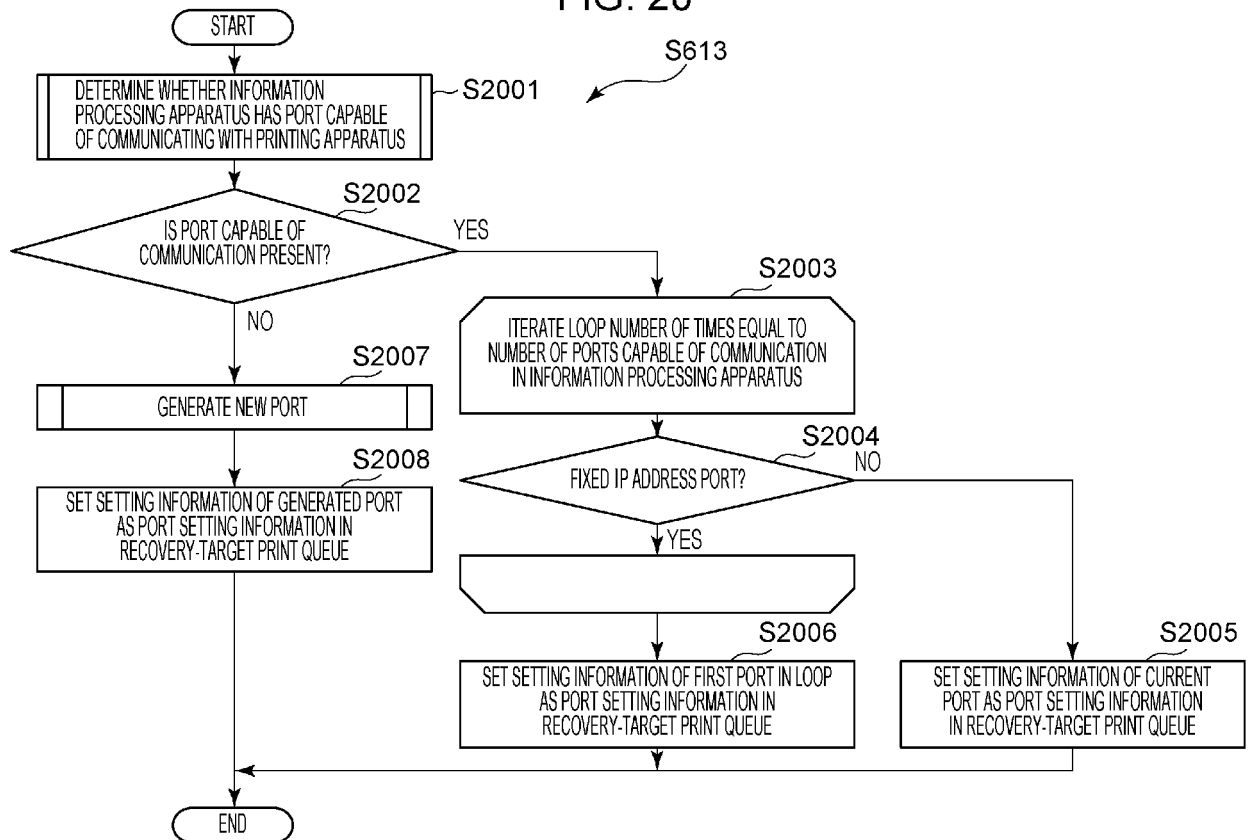 FIG. 20
START
S613
DETERMINE WHETHER INFORMATION
PROCESSING APPARATUS HAS PORT CAPABLE
OF COMMUNICATING WITH PRINTING APPARATUS
S2001
S2002
IS PORT CAPABLE OF
COMMUNICATION PRESENT?
YES
NO
S2003
ITERATE LOOP NUMBER OF TIMES EQUAL TO
NUMBER OF PORTS CAPABLE OF COMMUNICATION
IN INFORMATION PROCESSING APPARATUS
S2007
GENERATE NEW PORT
S2004
FIXED IP ADDRESS PORT?
NO
YES
S2008
SET SETTING INFORMATION OF GENERATED PORT
AS PORT SETTING INFORMATION IN
RECOVERY-TARGET PRINT QUEUE
S2006
SET SETTING INFORMATION OF FIRST PORT IN LOOP
AS PORT SETTING INFORMATION IN
RECOVERY-TARGET PRINT QUEUE
S2005
SET SETTING INFORMATION OF CURRENT
PORT AS PORT SETTING INFORMATION
IN RECOVERY-TARGET PRINT QUEUE
END